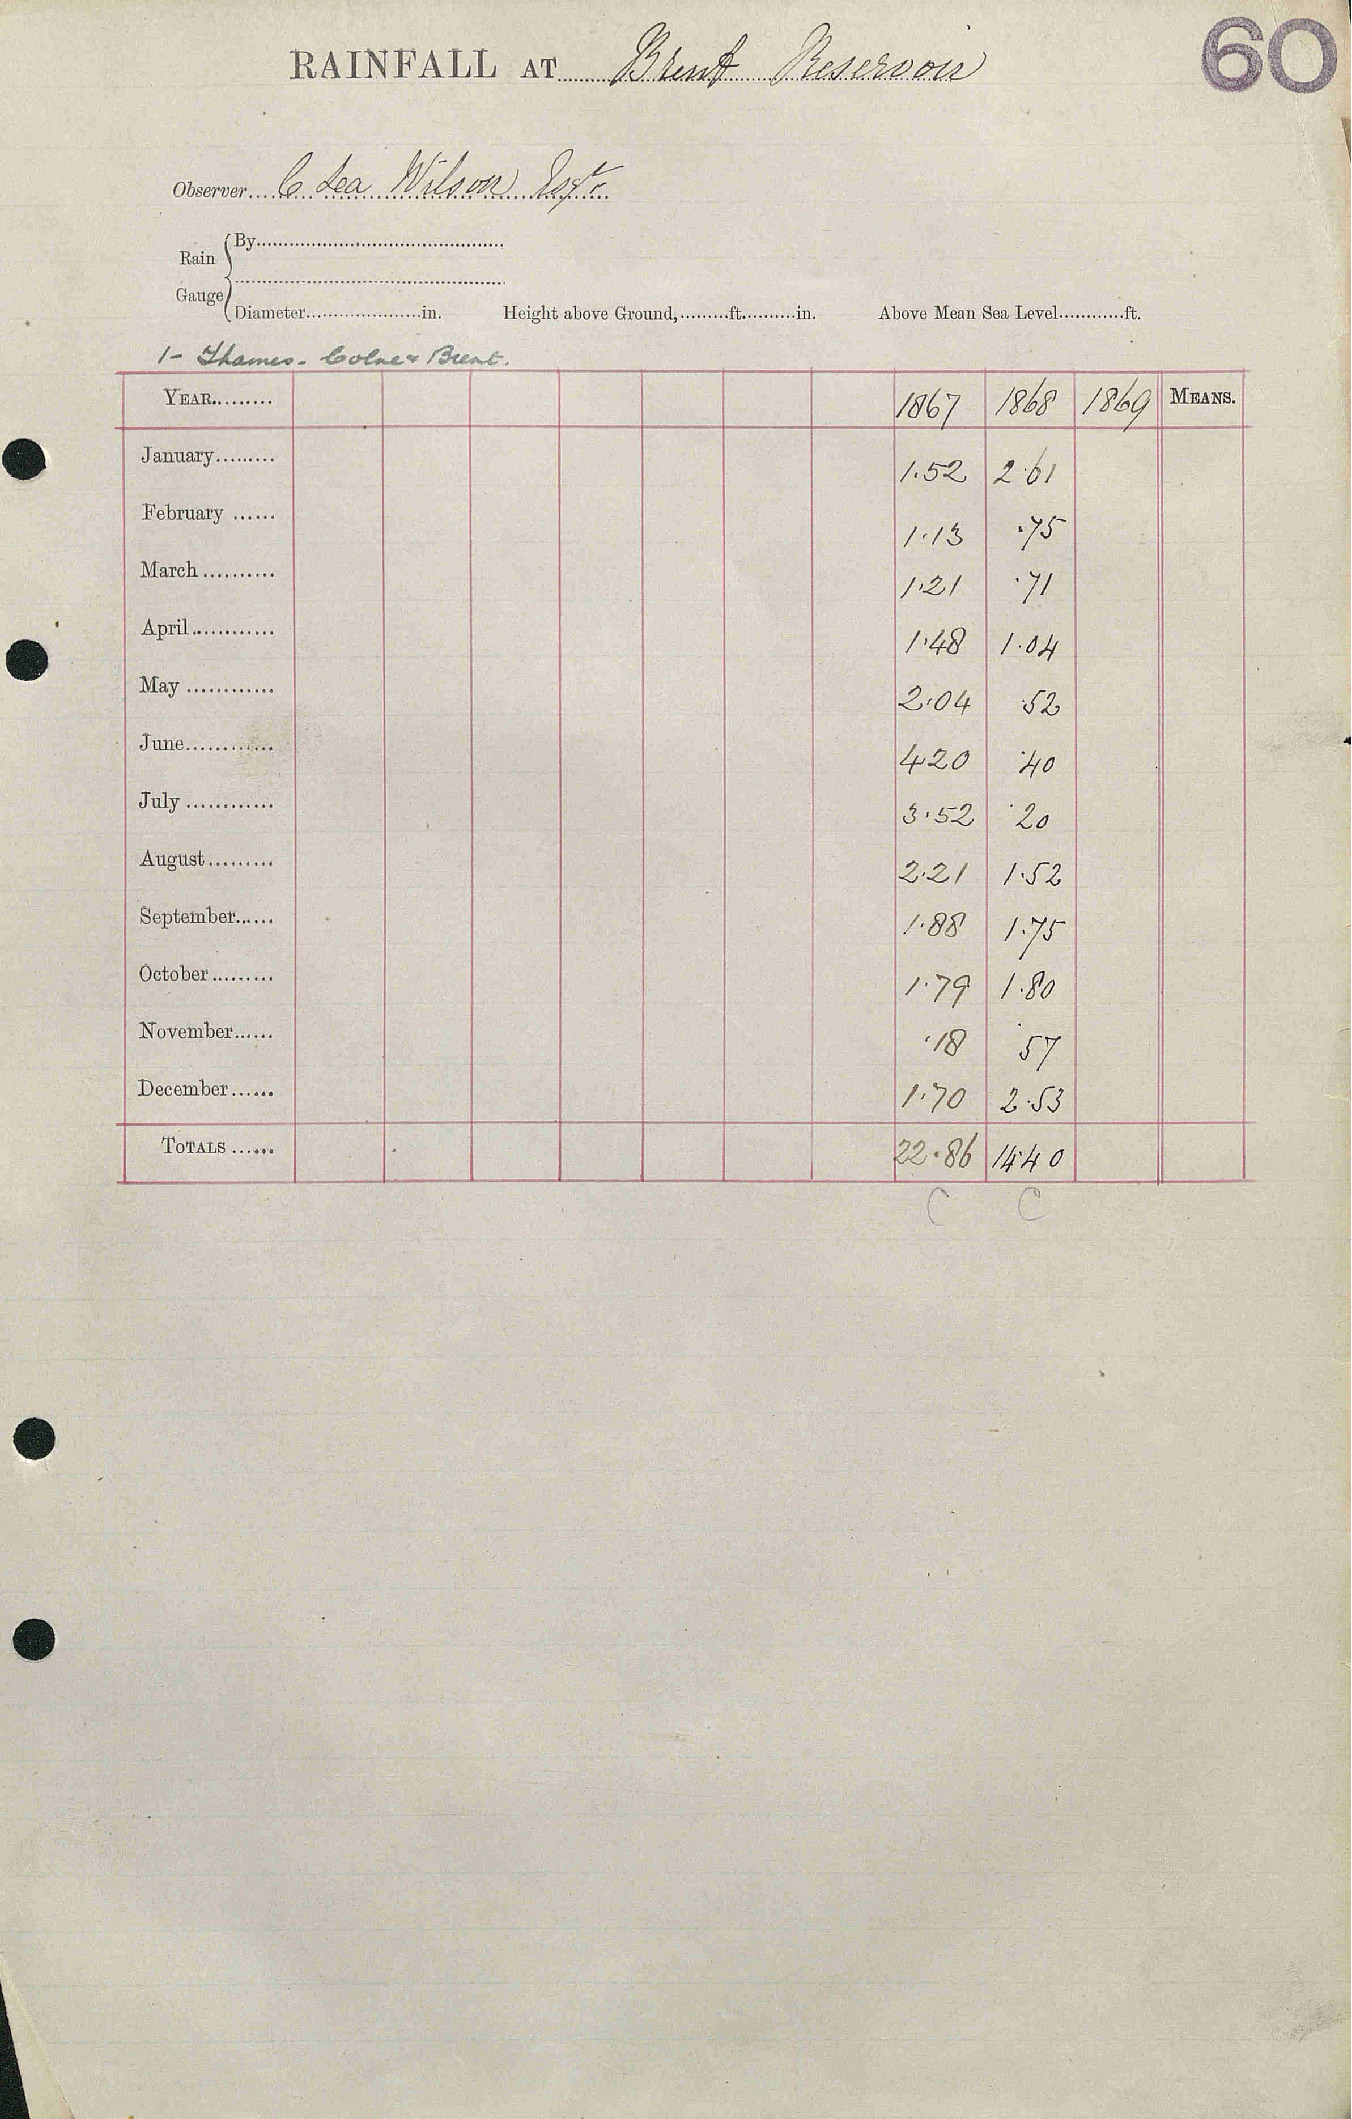 60
RAINFALL AT Brent Reservoir
Observer C Lea Wilson Esqr.
Rain Gauge
By
Diameter in. Height above Ground, ft. in. Above Mean Sea Level ft.
1- Thames - Colne & Brent.
YEAR 1867 1868 1869 MEANS.
January 1.52 2.61
February 1.13 .75
March 1.21 .71
April 1.48 1.04
May 2.04 .52
June 4.20 .40
July 3.52 .20
August 2.21 1.52
September 1.88 1.75
October 1.79 1.80
November .18 .57
December 1.70 2.53
TOTALS 22.86 14.40
C C